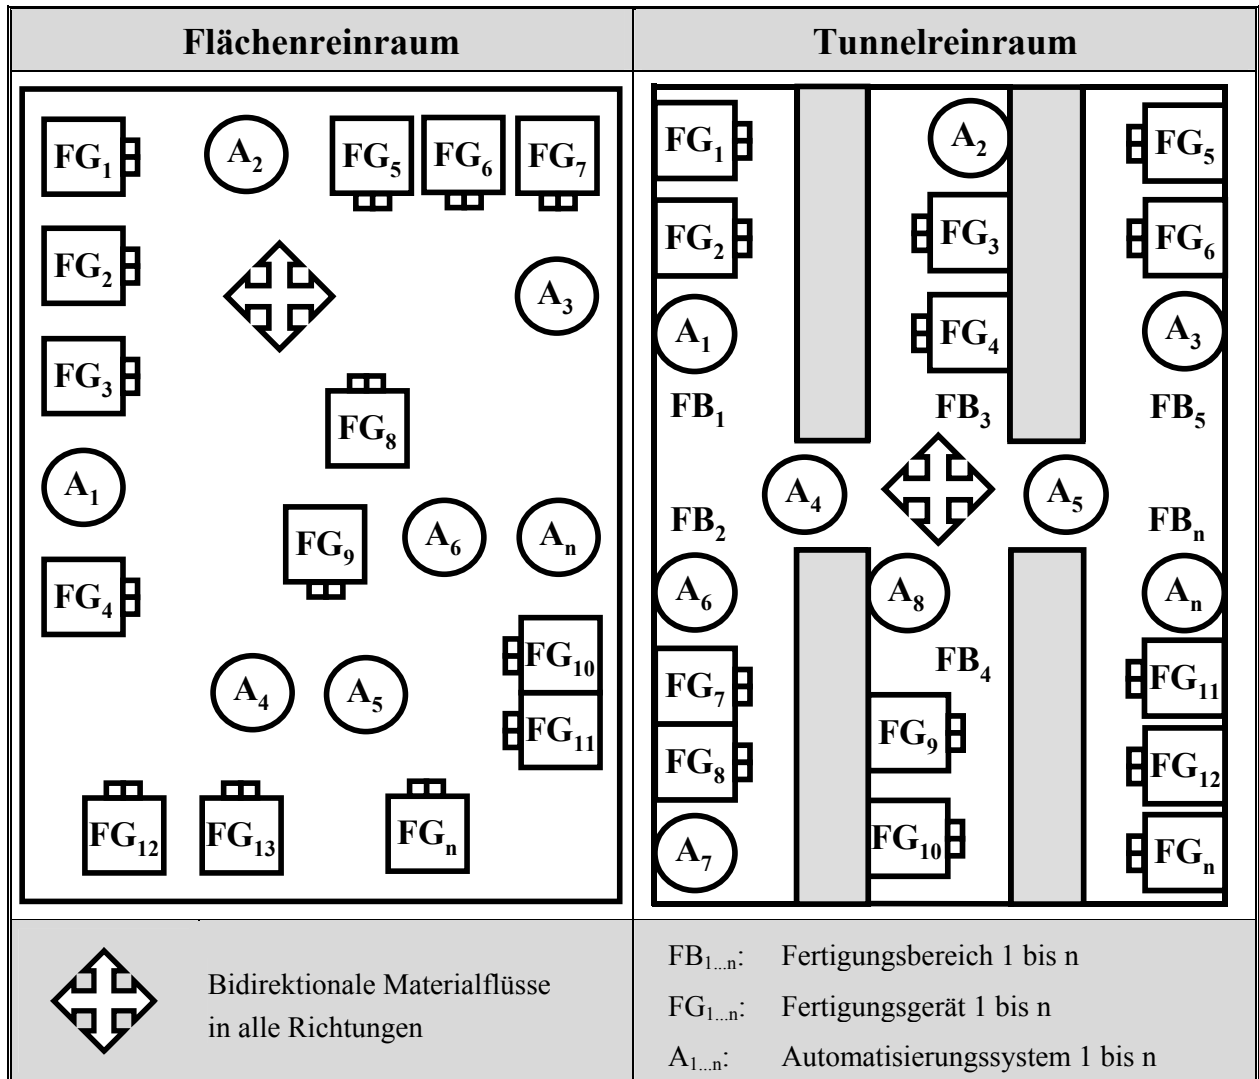 Flächenreinraum
Tunnelreinraum
FG₁
A₂
FG₅
FG₆
FG₇
FG₂
A₃
FG₃
FG₈
A₁
FG₉
A₆
Aₙ
FG₄
FG₁₀
A₄
A₅
FG₁₁
FG₁₂
FG₁₃
FGₙ
FG₁
A₂
FG₅
FG₂
FG₃
FG₆
A₁
FG₄
A₃
FB₁
FB₃
FB₅
A₄
A₅
FB₂
FBₙ
A₆
A₈
Aₙ
FB₄
FG₇
FG₁₁
FG₉
FG₈
FG₁₂
A₇
FG₁₀
FGₙ
Bidirektionale Materialflüsse
in alle Richtungen
FB₁...ₙ: Fertigungsbereich 1 bis n
FG₁...ₙ: Fertigungsgerät 1 bis n
A₁...ₙ: Automatisierungssystem 1 bis n